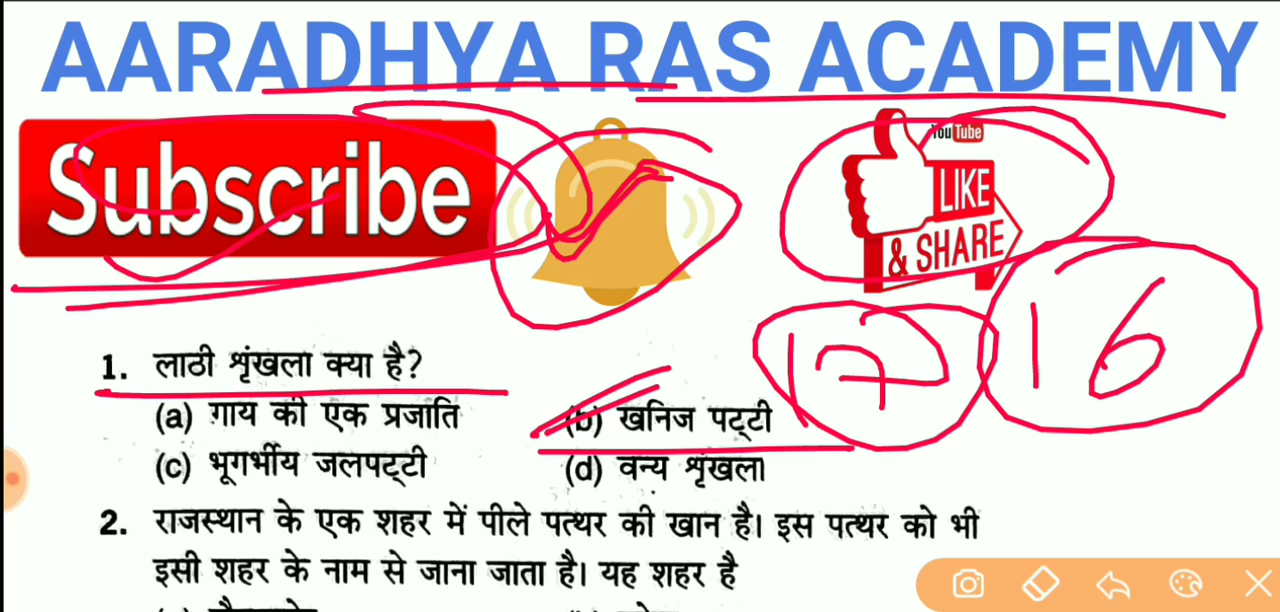 AARADHYA RAS ACADEMY
Subscribe
YouTube
LIKE
& SHARE
17 16
1. लाठी शृंखला क्या है?
(a) गाय की एक प्रजाति (b) खनिज पट्टी
(c) भूगर्भीय जलपट्टी (d) वन्य शृंखला
2. राजस्थान के एक शहर में पीले पत्थर की खान है। इस पत्थर को भी
इसी शहर के नाम से जाना जाता है। यह शहर है